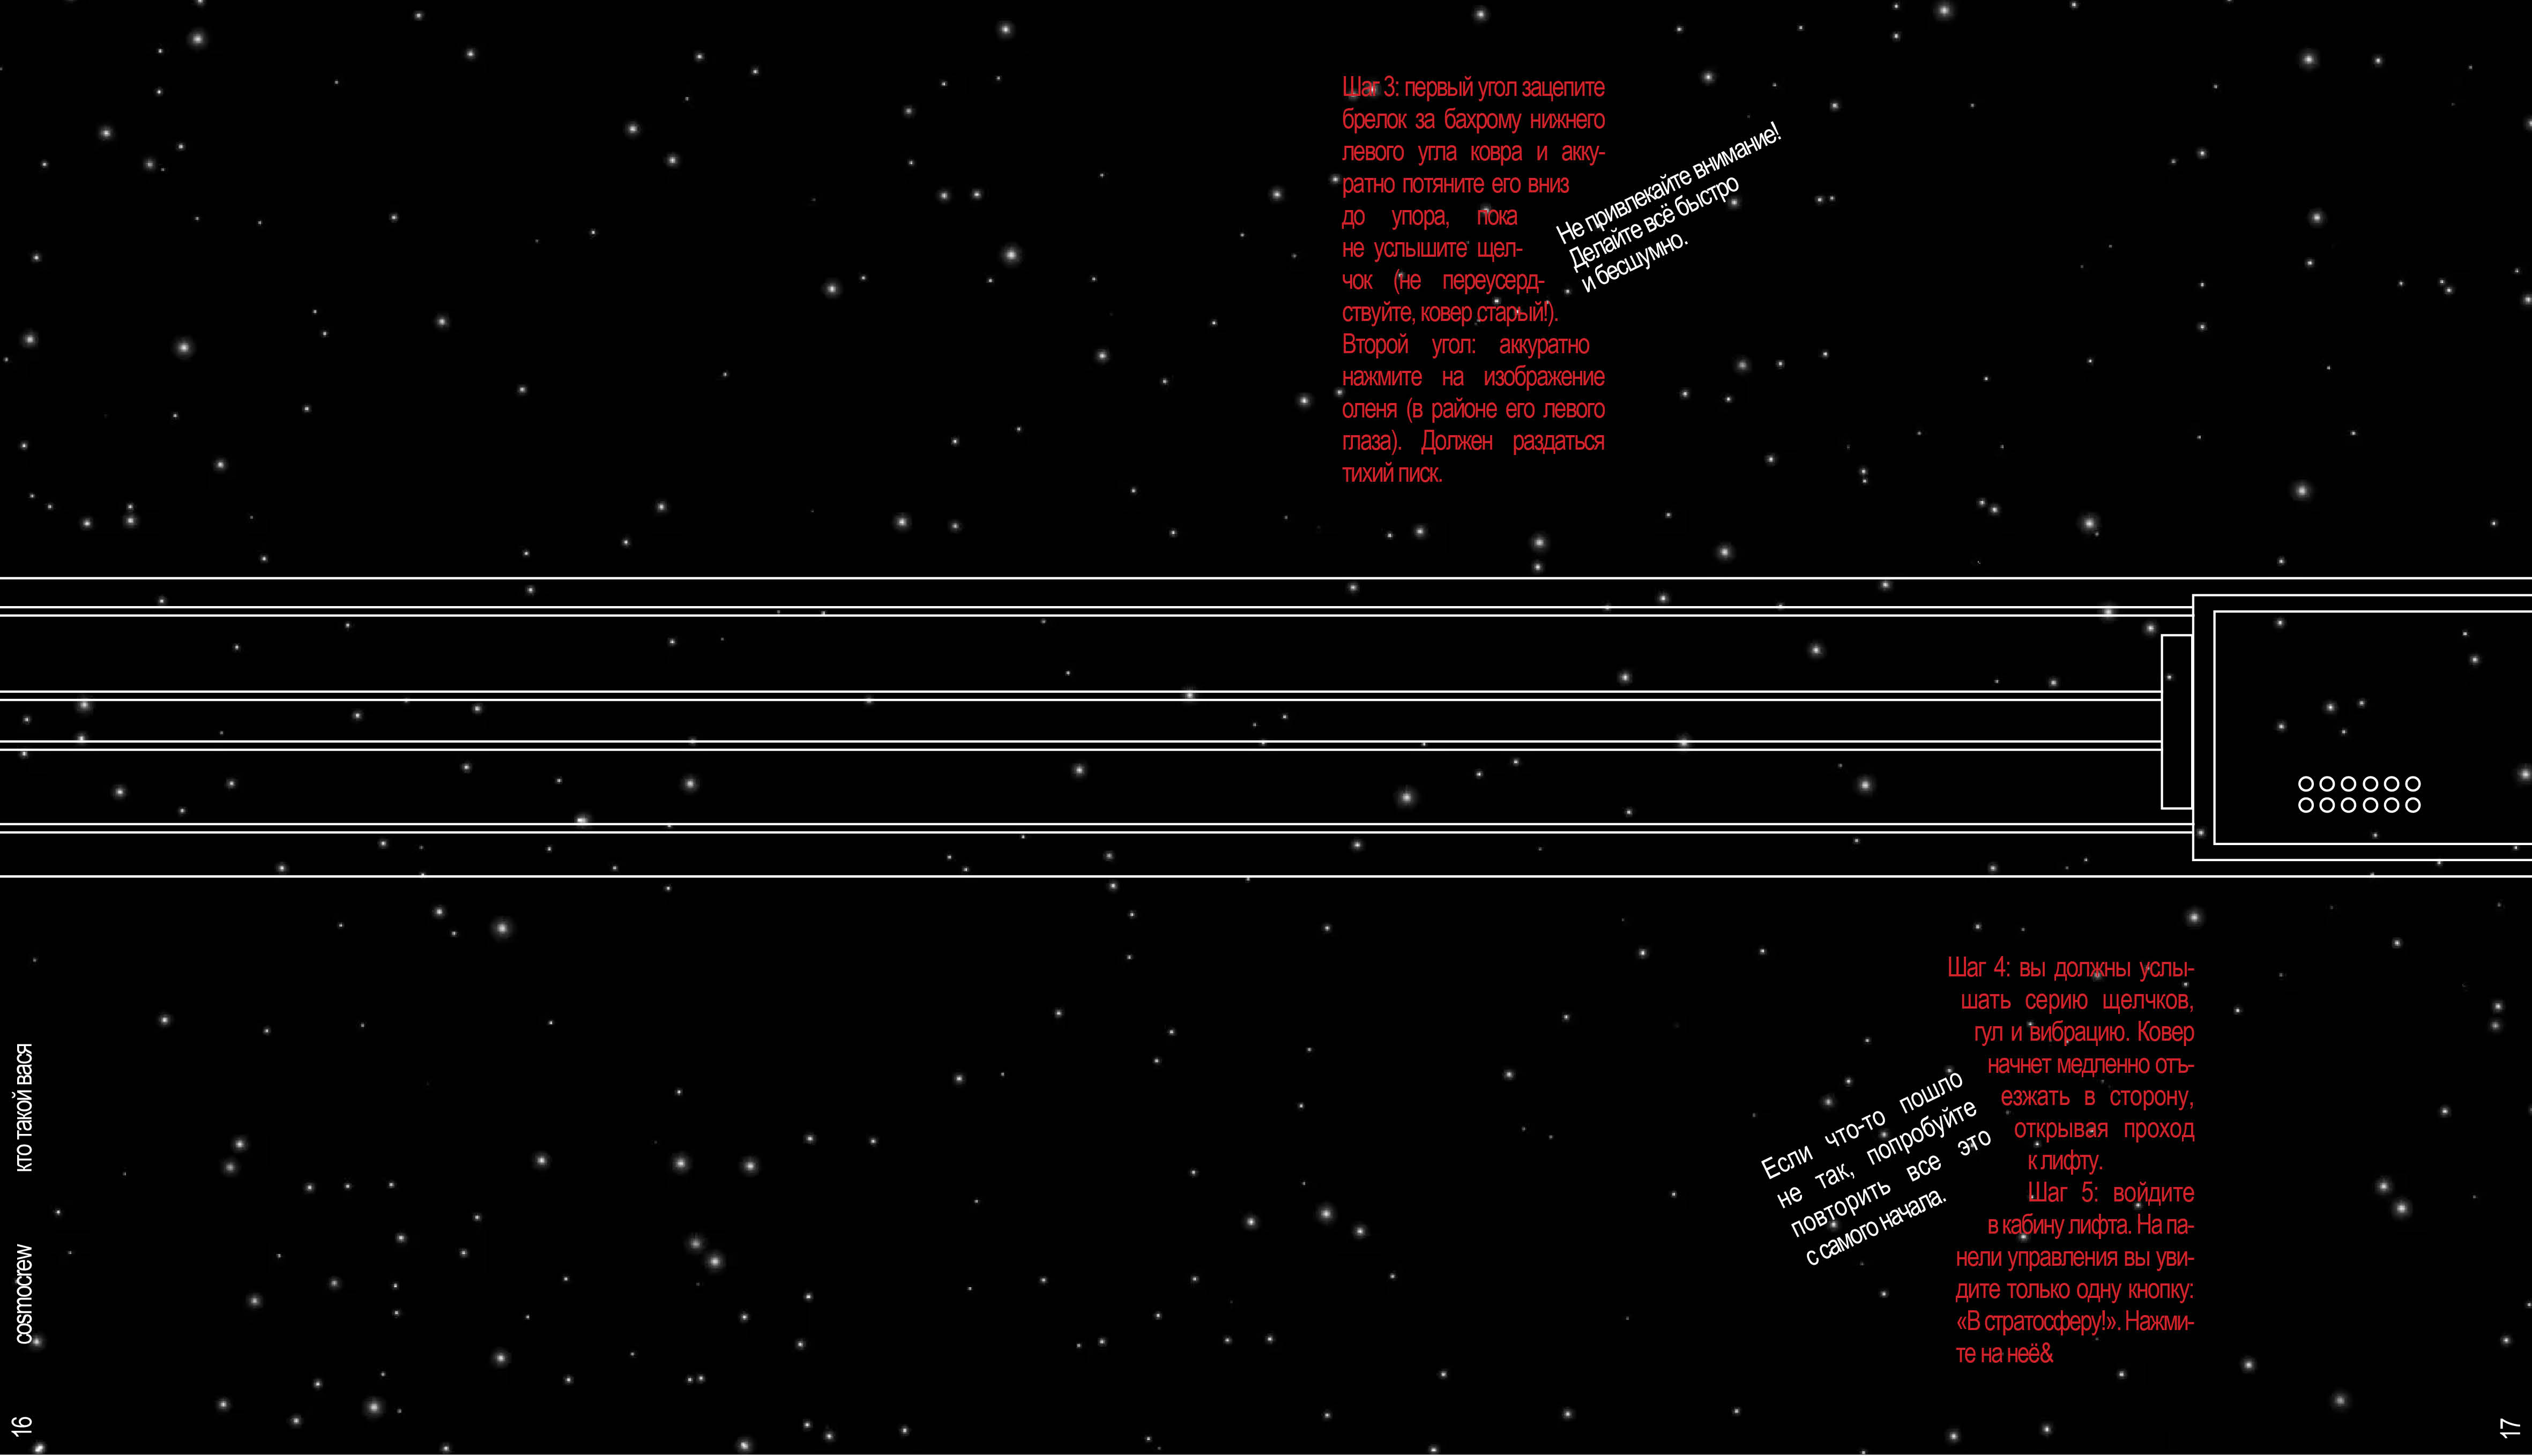 Шаг 3: первый угол зацепите
брелок за бахрому нижнего
левого угла ковра и акку-
ратно потяните его вниз
до упора, пока
не услышите щел-
чок (не переусерд-
ствуйте, ковер старый!).
Второй угол: аккуратно
нажмите на изображение
оленя (в районе его левого
глаза). Должен раздаться
тихий писк.
Не привлекайте внимание!
Делайте всё быстро
и бесшумно.
Шаг 4: вы должны услы-
шать серию щелчков,
гул и вибрацию. Ковер
начнет медленно отъ-
езжать в сторону,
открывая проход
к лифту.
Шаг 5: войдите
в кабину лифта. На па-
нели управления вы уви-
дите только одну кнопку:
«В стратосферу!». Нажми-
те на неё&
Если что-то пошло
не так, попробуйте
повторить все это
с самого начала.
кто такой вася
cosmocrew
16
17